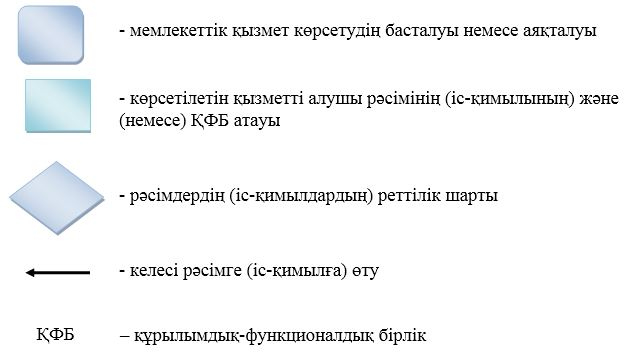 - мемлекеттік қызмет көрсетудің басталуы немесе аяқталуы
- көрсетілетін қызметті алушы рәсімінің (іс-қимылының) және
(немесе) ҚФБ атауы
- рәсімдердің (іс-қимылдардың) реттілік шарты
- келесі рәсімге (іс-қимылға) өту
ҚФБ – құрылымдық-функционалдық бірлік